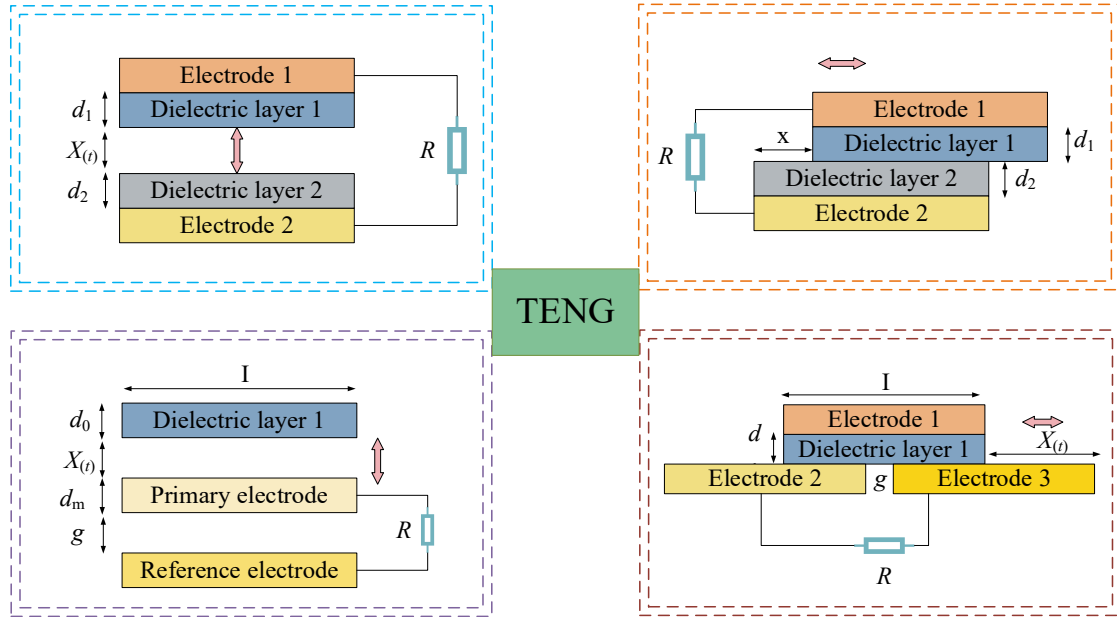 Electrode 1
d1
Dielectric layer 1
X(t)
R
d2
Dielectric layer 2
Electrode 2
Electrode 1
x
R
Dielectric layer 1
d1
Dielectric layer 2
d2
Electrode 2
TENG
I
d0
Dielectric layer 1
X(t)
dm
Primary electrode
g
R
Reference electrode
I
Electrode 1
d
Dielectric layer 1
X(t)
Electrode 2
g
Electrode 3
R